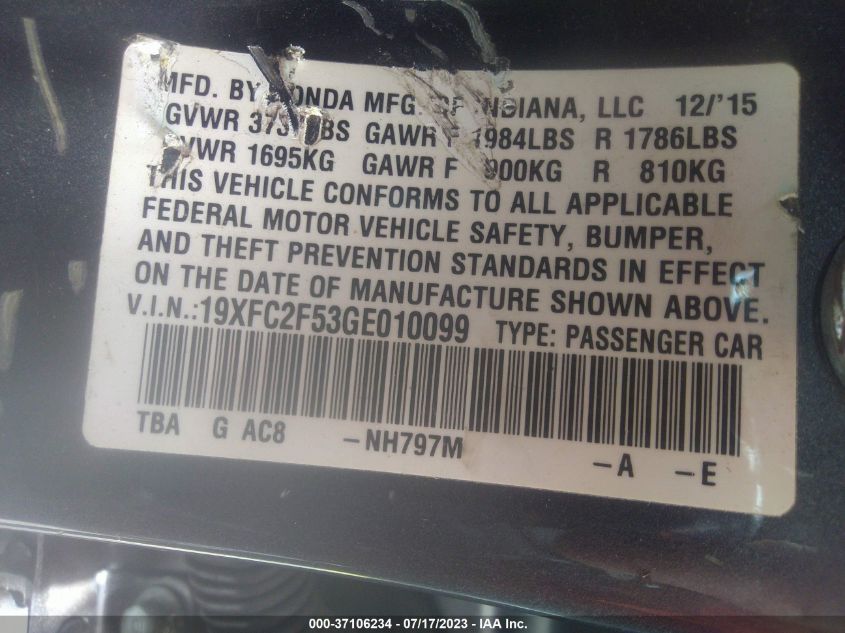 MFD. BY HONDA MFG. OF INDIANA, LLC 12/'15
GVWR LBS GAWR F 1984LBS R 1786LBS
GVWR 1695KG GAWR F R 810KG
THIS VEHICLE CONFORMS TO ALL APPLICABLE
FEDERAL MOTOR VEHICLE SAFETY, BUMPER,
AND THEFT PREVENTION STANDARDS IN EFFECT
ON THE DATE OF MANUFACTURE SHOWN ABOVE.
V.I.N.:19XFC2F53GE010099 TYPE: PASSENGER CAR
TBA G AC8 -NH797M -A -E
000-37106234 - 07/17/2023 - IAA Inc.